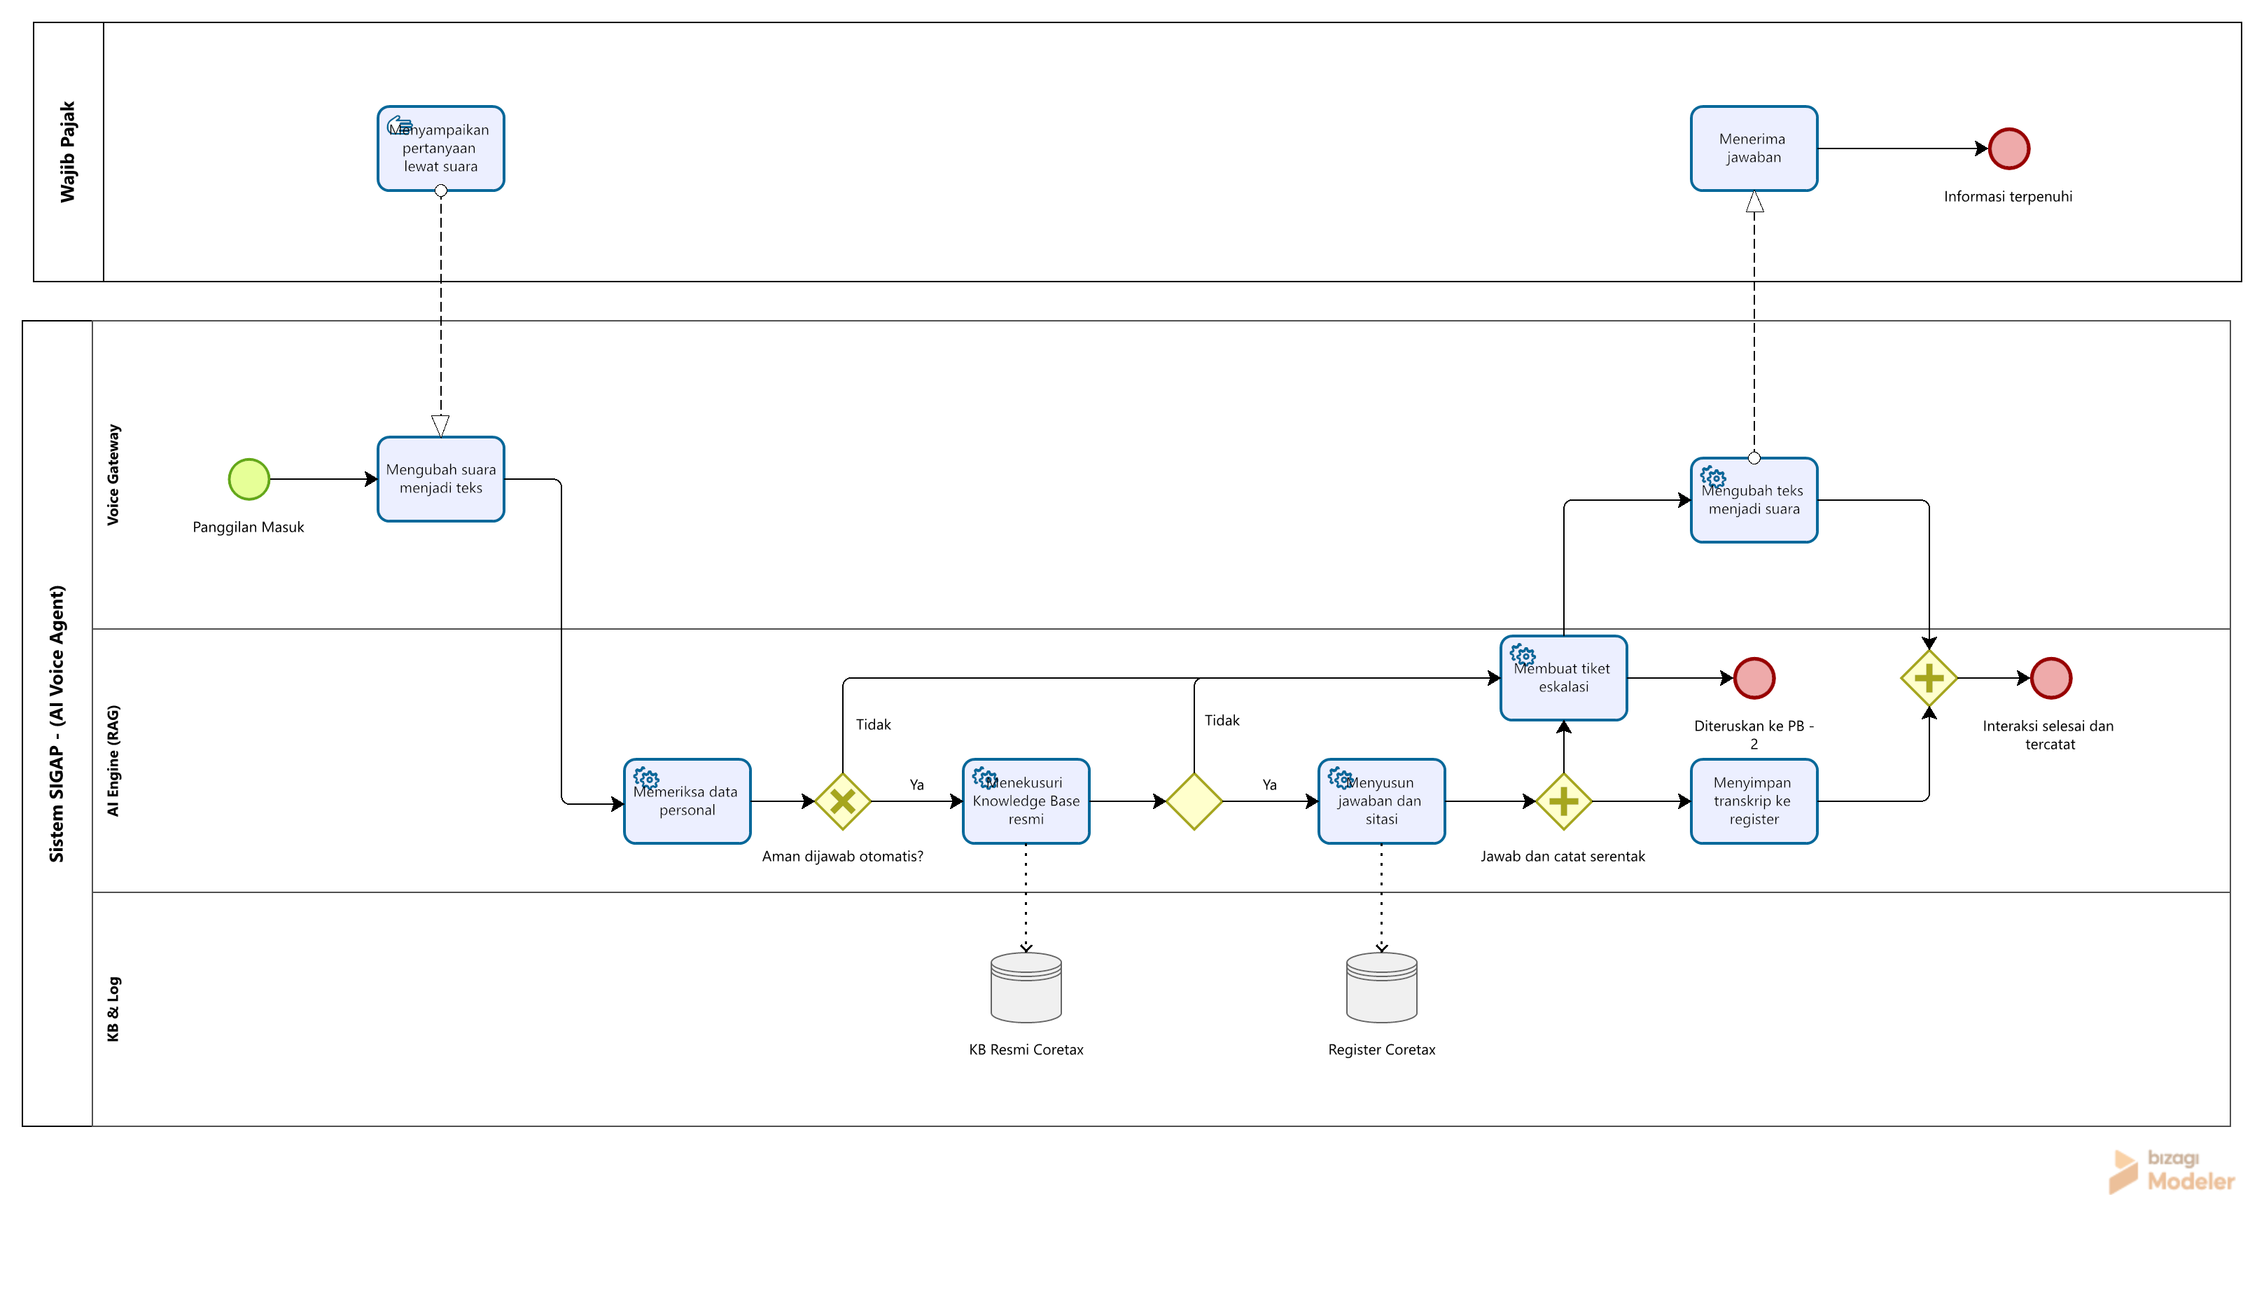 Wajib Pajak
Menyampaikan
pertanyaan
lewat suara
Menerima
jawaban
Informasi terpenuhi
Sistem SIGAP - (AI Voice Agent)
Voice Gateway
Panggilan Masuk
Mengubah suara
menjadi teks
Mengubah teks
menjadi suara
AI Engine (RAG)
Memeriksa data
personal
Aman dijawab otomatis?
Tidak
Ya
Menekusuri
Knowledge Base
resmi
Tidak
Ya
Menyusun
jawaban dan
sitasi
Jawab dan catat serentak
Membuat tiket
eskalasi
Diteruskan ke PB -
2
Menyimpan
transkrip ke
register
Interaksi selesai dan
tercatat
KB & Log
KB Resmi Coretax
Register Coretax
bizagi
Modeler